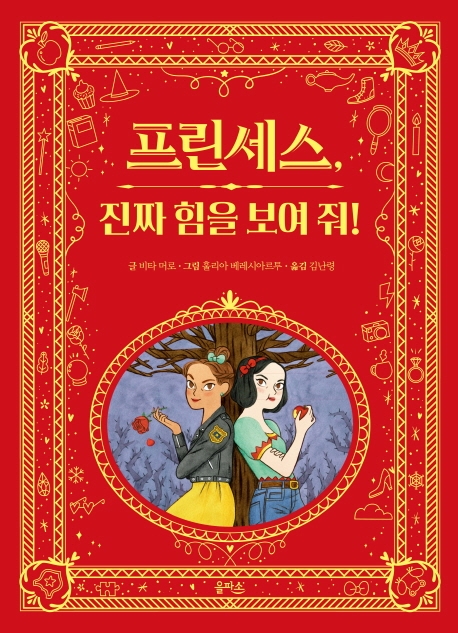 프린세스,
진짜 힘을 보여 줘!
글 비타 머로 · 그림 훌리아 베레시아르투 · 옮김 김난령
을파소